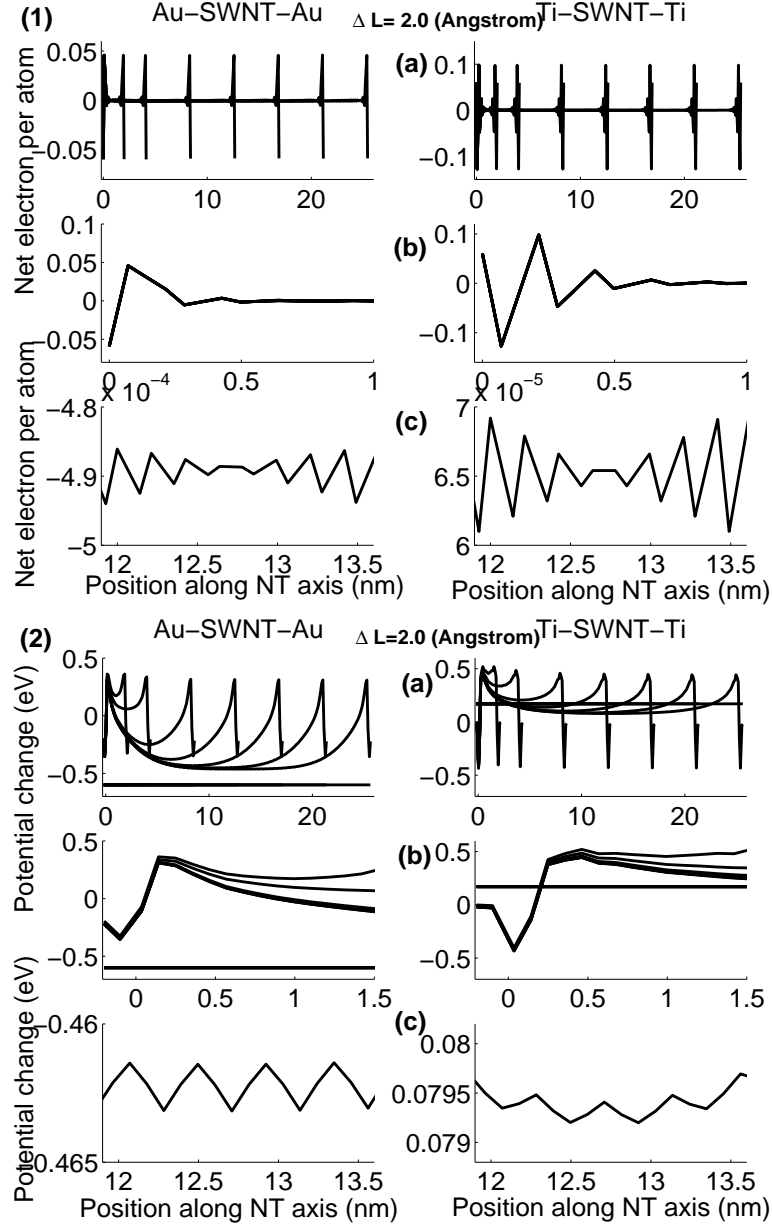 (1)
Au−SWNT−Au
Δ L= 2.0 (Angstrom)
Ti−SWNT−Ti
(a)
Net electron per atom
0.05
0
−0.05
0 10 20
0.1
0
−0.1
0 10 20
(b)
0.1
0.05
0
−0.05
0 0.5 1
0.1
0
−0.1
0 0.5 1
(c)
Net electron per atom
x 10⁻⁴
−4.8
−4.9
−5
12 12.5 13 13.5
Position along NT axis (nm)
x 10⁻⁵
7
6.5
6
12 12.5 13 13.5
Position along NT axis (nm)
(2)
Au−SWNT−Au
Δ L=2.0 (Angstrom)
Ti−SWNT−Ti
(a)
Potential change (eV)
0.5
0
−0.5
0 10 20
0.5
0
−0.5
0 10 20
(b)
0.5
0
−0.5
0 0.5 1 1.5
0.5
0
−0.5
0 0.5 1 1.5
(c)
Potential change (eV)
−0.46
0.465
12 12.5 13 13.5
Position along NT axis (nm)
0.08
0.0795
0.079
12 12.5 13 13.5
Position along NT axis (nm)